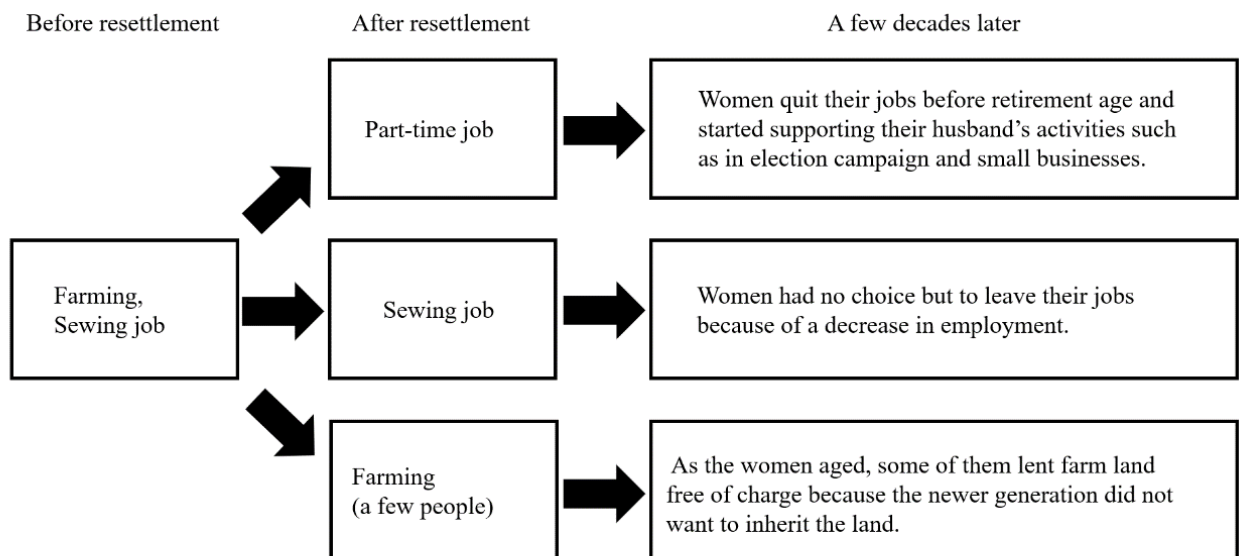 Before resettlement
After resettlement
A few decades later
Part-time job
Women quit their jobs before retirement age and
started supporting their husband’s activities such
as in election campaign and small businesses.
Farming,
Sewing job
Sewing job
Women had no choice but to leave their jobs
because of a decrease in employment.
Farming
(a few people)
As the women aged, some of them lent farm land
free of charge because the newer generation did not
want to inherit the land.